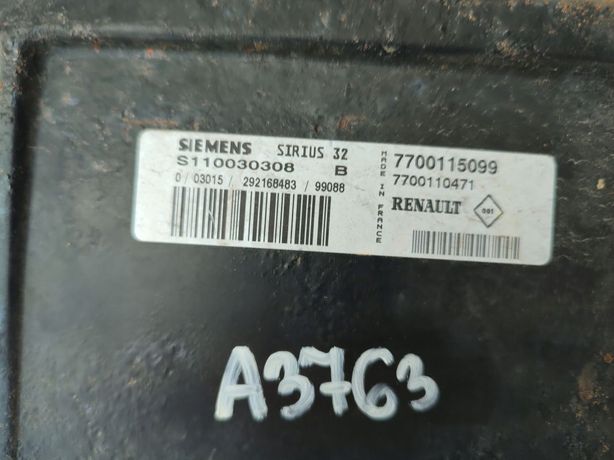 SIEMENS SIRIUS 32
S110030308 B
0 / 03015 / 292168483 / 99088
MADE IN FRANCE
7700115099
7700110471
RENAULT
A3763